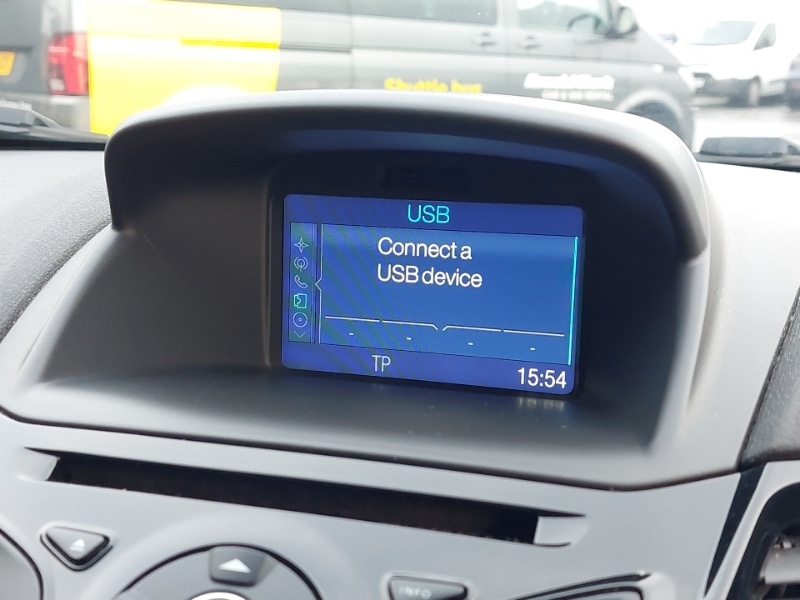 Shuttle bus
USB
Connect a
USB device
- - - -
TP
15:54
INFO